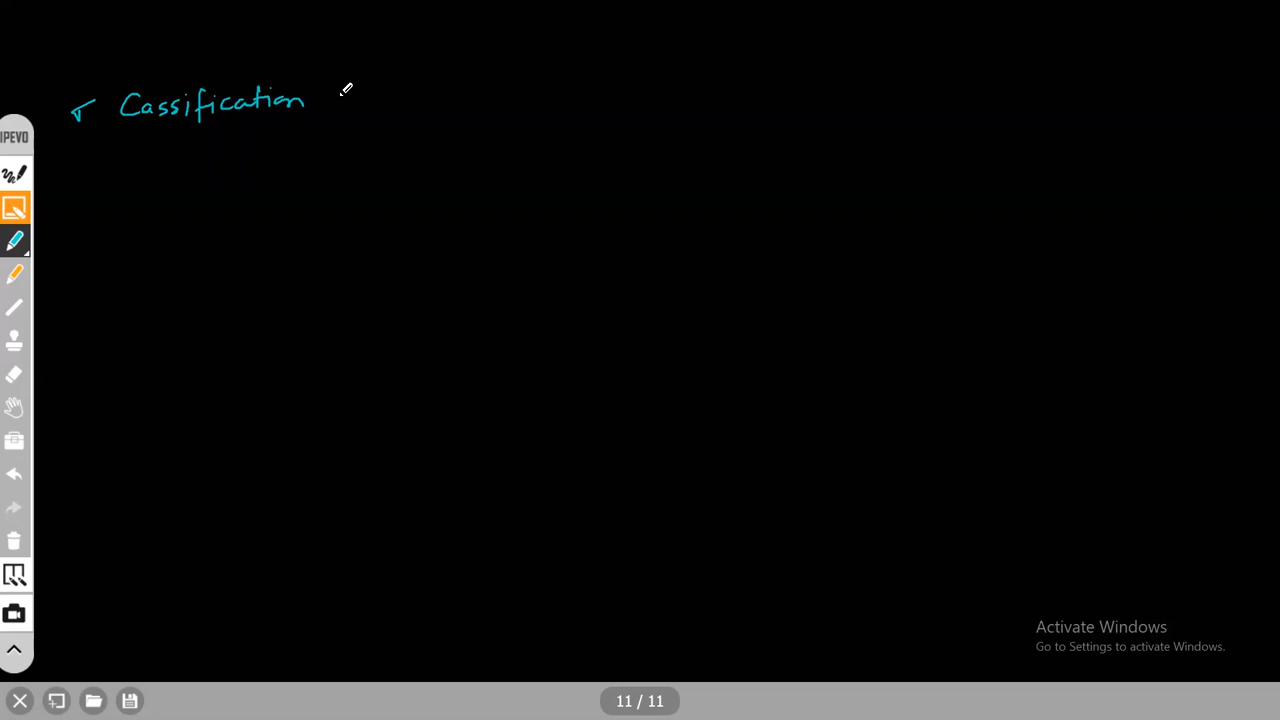 Cassification
IPEVO
Activate Windows
Go to Settings to activate Windows.
11 / 11